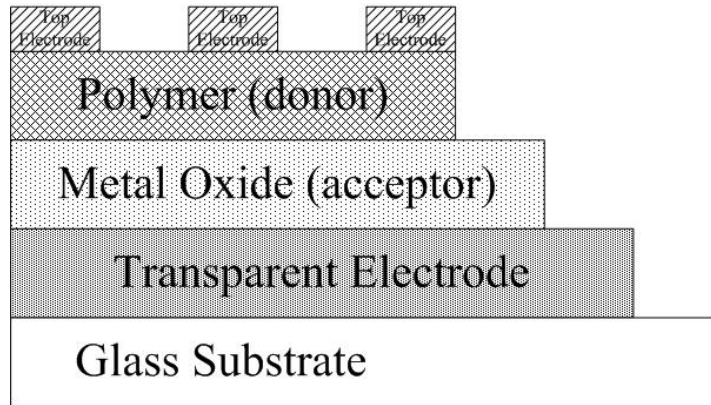 Top Top Top
Electrode Electrode Electrode
Polymer (donor)
Metal Oxide (acceptor)
Transparent Electrode
Glass Substrate